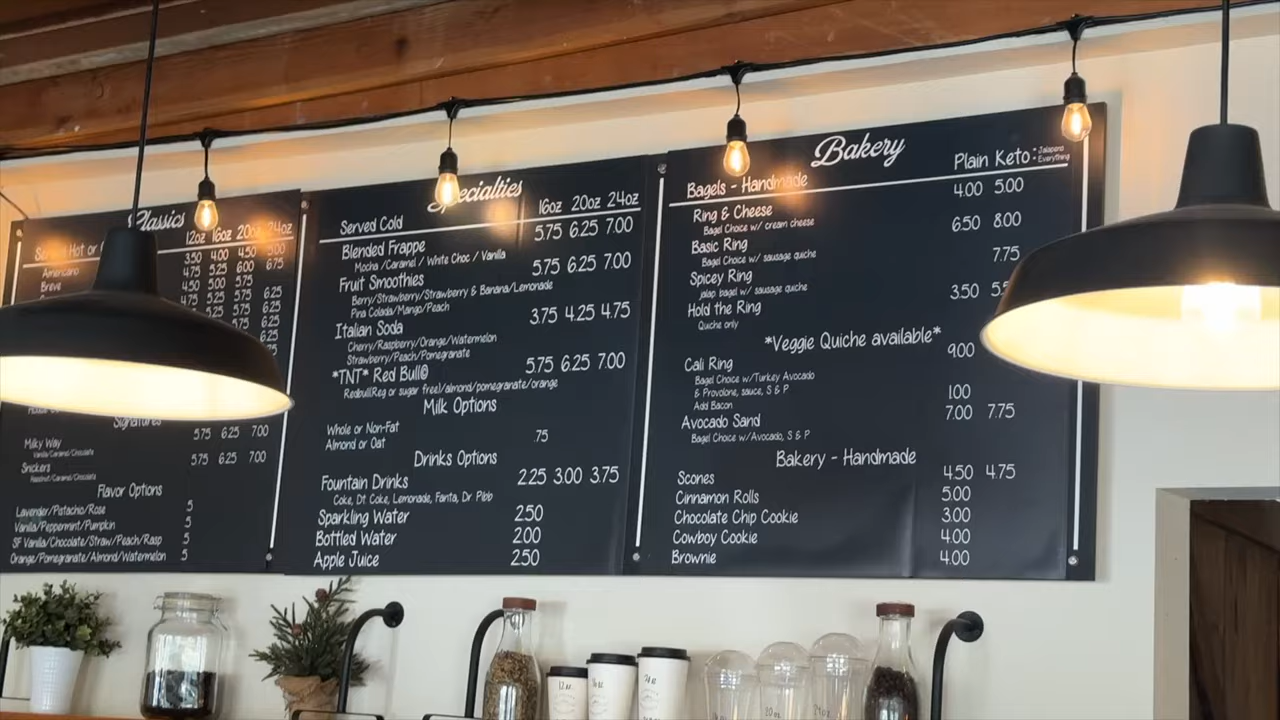 Classics
12oz 16oz 20oz 24oz
Served Hot or
3.50 4.00 4.50 5.00
Americano
4.75 5.25 6.00 6.75
Breve
4.50 5.00 5.75
4.75 5.25 5.75 6.25
Signatures
5.75 6.25 7.00
Milky Way
Vanilla/Caramel/Chocolate
5.75 6.25 7.00
Snickers
Hazelnut/Caramel/Chocolate
Flavor Options
Lavender/Pistachio/Rose .5
Vanilla/Peppermint/Pumpkin .5
SF Vanilla/Chocolate/Straw/Peach/Rasp .5
Orange/Pomegranate/Almond/Watermelon .5
Specialties
Served Cold 16oz 20oz 24oz
Blended Frappe 5.75 6.25 7.00
Mocha /Caramel / White Choc / Vanilla
Fruit Smoothies 5.75 6.25 7.00
Berry/Strawberry/Strawberry & Banana/Lemonade
Pina Colada/Mango/Peach
Italian Soda 3.75 4.25 4.75
Cherry/Raspberry/Orange/Watermelon
Strawberry/Peach/Pomegranate
*TNT* Red Bull® 5.75 6.25 7.00
Redbull(Reg or sugar free)/almond/pomegranate/orange
Milk Options
Whole or Non-Fat
Almond or Oat .75
Drinks Options
Fountain Drinks 2.25 3.00 3.75
Coke, Dt Coke, Lemonade, Fanta, Dr Pibb
Sparkling Water 2.50
Bottled Water 2.00
Apple Juice 2.50
Bakery
Bagels - Handmade Plain Keto: Jalapeno
Everything
4.00 5.00
Ring & Cheese
Bagel Choice w/ cream cheese
6.50 8.00
Basic Ring
Bagel Choice w/ sausage quiche
7.75
Spicey Ring
jalap bagel w/ sausage quiche
3.50
Hold the Ring
Quiche only
*Veggie Quiche available*
Cali Ring 9.00
Bagel Choice w/Turkey Avocado
& Provolone, sauce, S & P
Add Bacon 1.00
Avocado Sand 7.00 7.75
Bagel Choice w/Avocado, S & P
Bakery - Handmade
Scones 4.50 4.75
Cinnamon Rolls 5.00
Chocolate Chip Cookie 3.00
Cowboy Cookie 4.00
Brownie 4.00
12oz
24oz
20oz